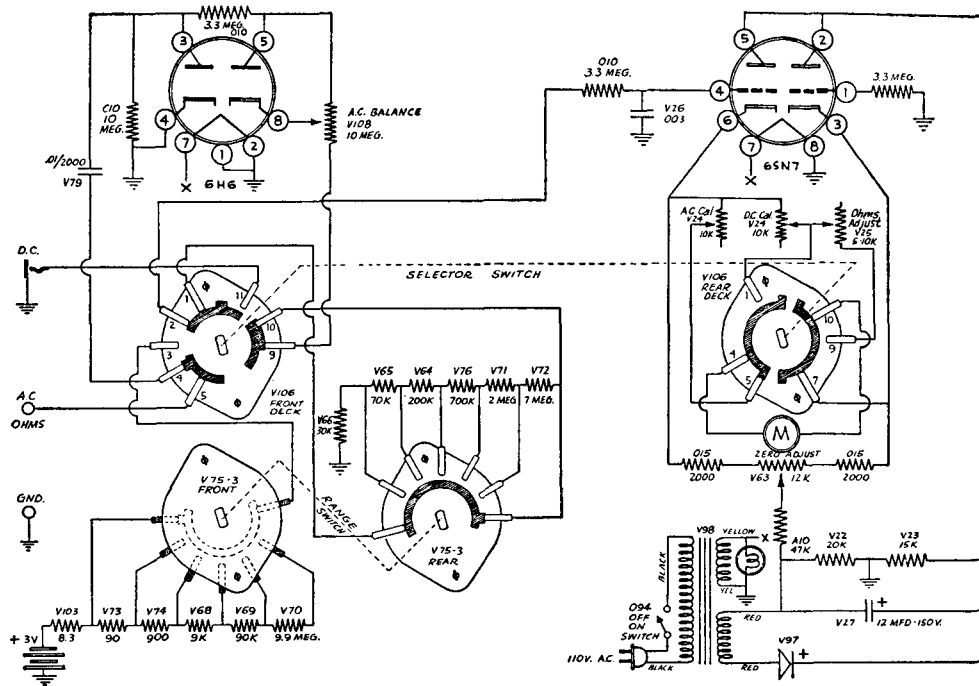 3.3 MEG.
010
3
5
C10
10
MEG.
4
8
7
1
2
6H6
A.C. BALANCE
V108
10 MEG.
.01/2000
V79
X
010
3.3 MEG.
V26
003
5
2
4
1
6
3
7
8
6SN7
3.3 MEG.
X
A.C. Cal
V24
10K
D.C. Cal.
V24
10K
Ohms
Adjust
V25
S-10K
D.C.
SELECTOR SWITCH
1
11
2
10
3
9
4
5
V106
FRONT
DECK
V106
REAR
DECK
1
10
9
4
5
7
A.C
OHMS
V65
70K
V64
200K
V76
700K
V71
2 MEG.
V72
7 MEG.
V66
30K
M
015
2000
ZERO ADJUST
V63 12K
015
2000
GND.
V75-3
FRONT
RANGE
SWITCH
V75-3
REAR
V98
YELLOW
X
YEL
BLACK
A10
47K
V22
20K
V23
15K
RED
V27
+
12 MFD-150V.
094
OFF
ON
SWITCH
110V. A.C.
BLACK
RED
V97
+
+ 3V
V103
8.3
V73
90
V74
900
V68
9K
V69
90K
V70
9.9 MEG.